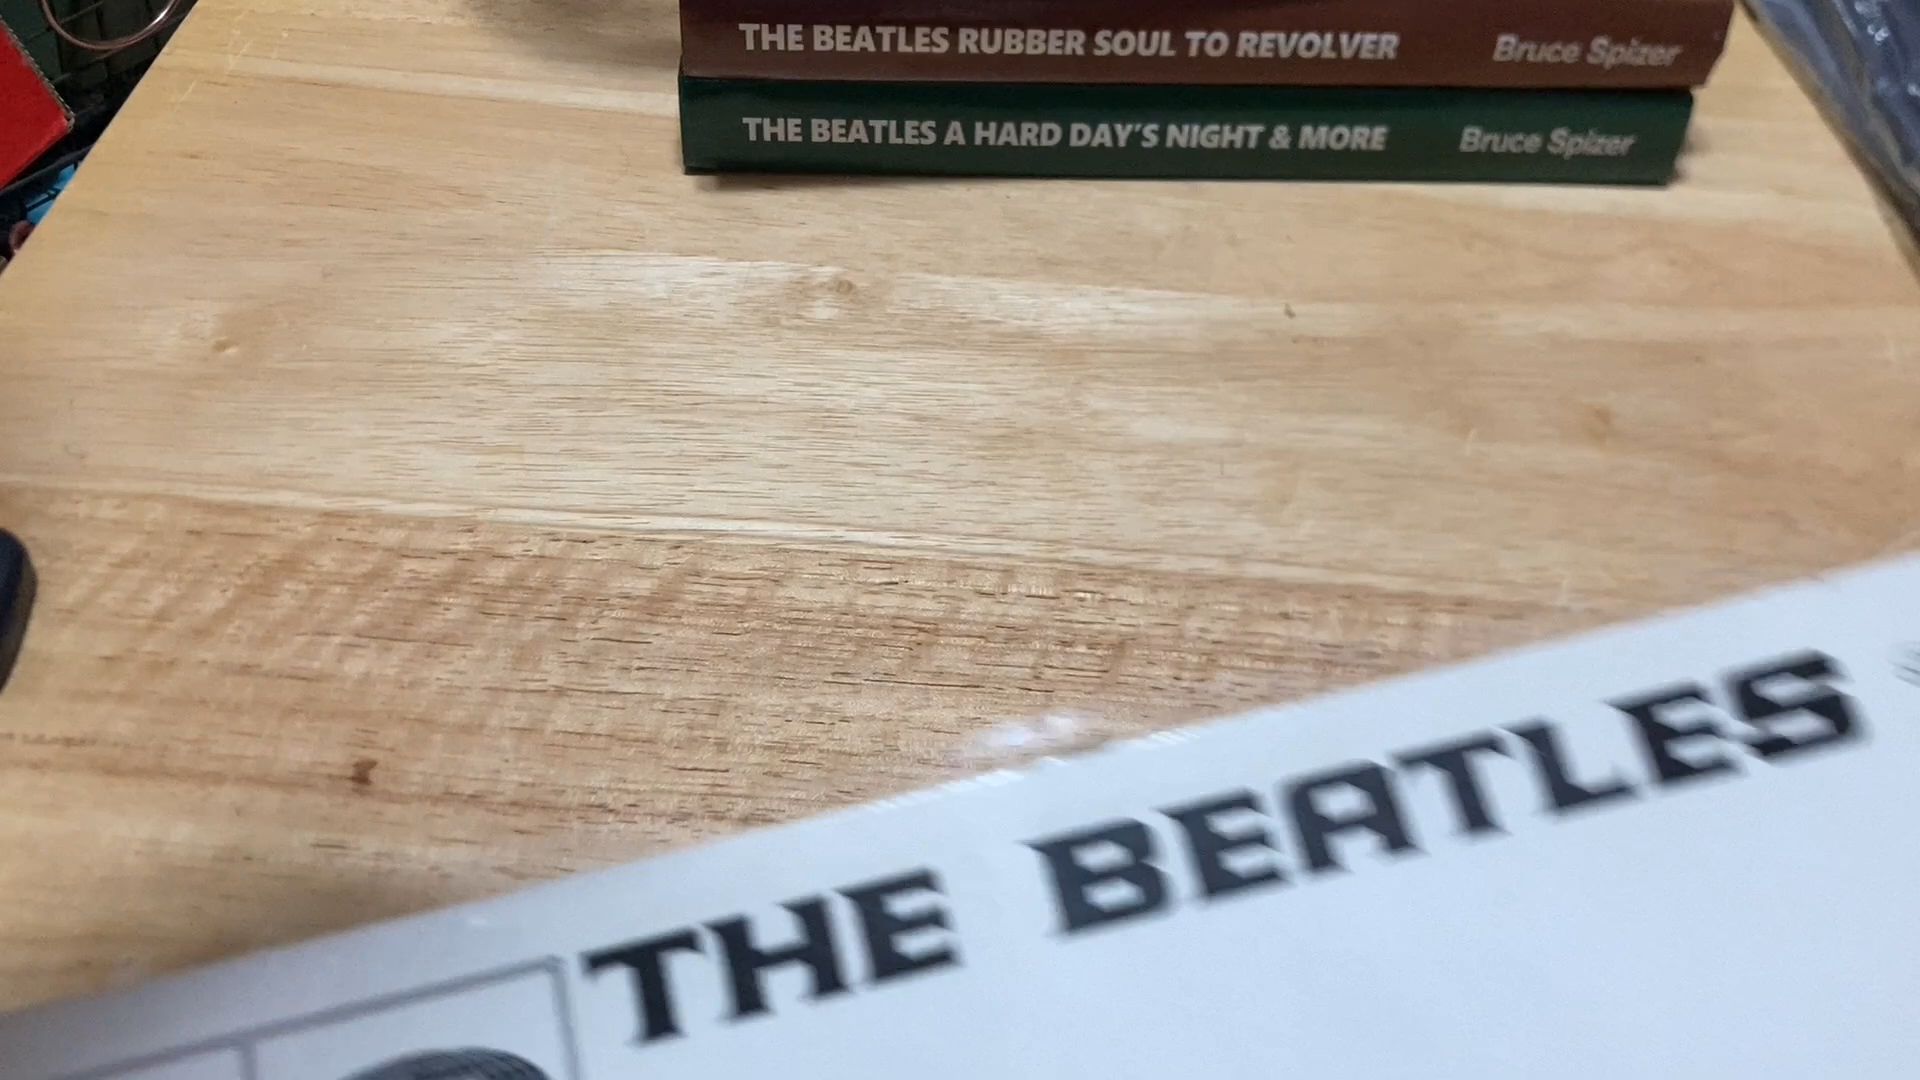 THE BEATLES RUBBER SOUL TO REVOLVER Bruce Spizer
THE BEATLES A HARD DAY'S NIGHT & MORE Bruce Spizer
THE BEATLES